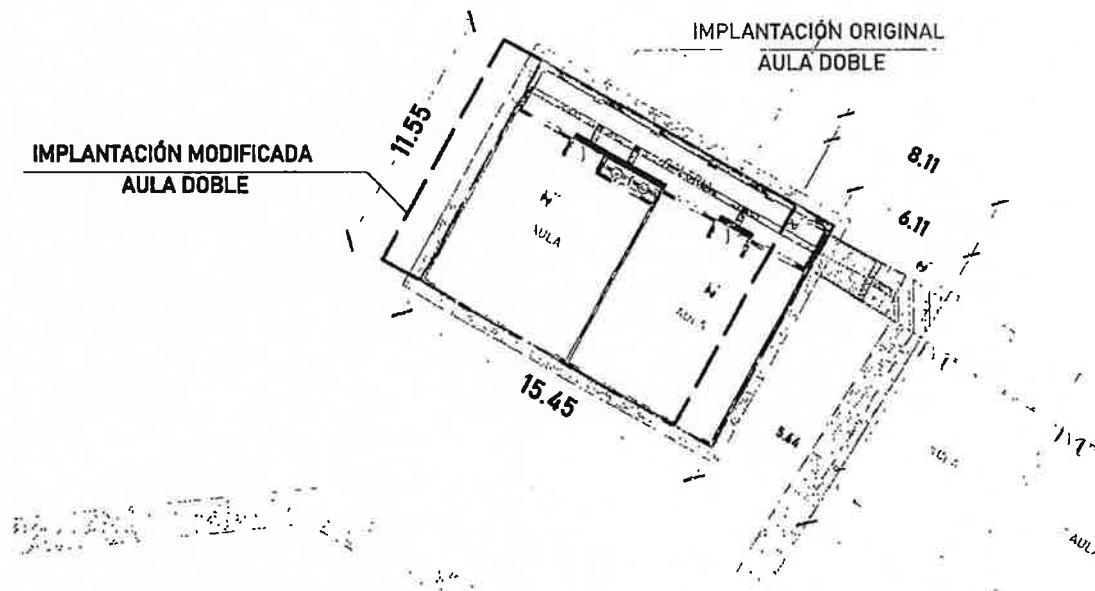 IMPLANTACIÓN ORIGINAL
AULA DOBLE
IMPLANTACIÓN MODIFICADA
AULA DOBLE
11.55
8.11
6.11
AULA
15.45
5.44
AULA